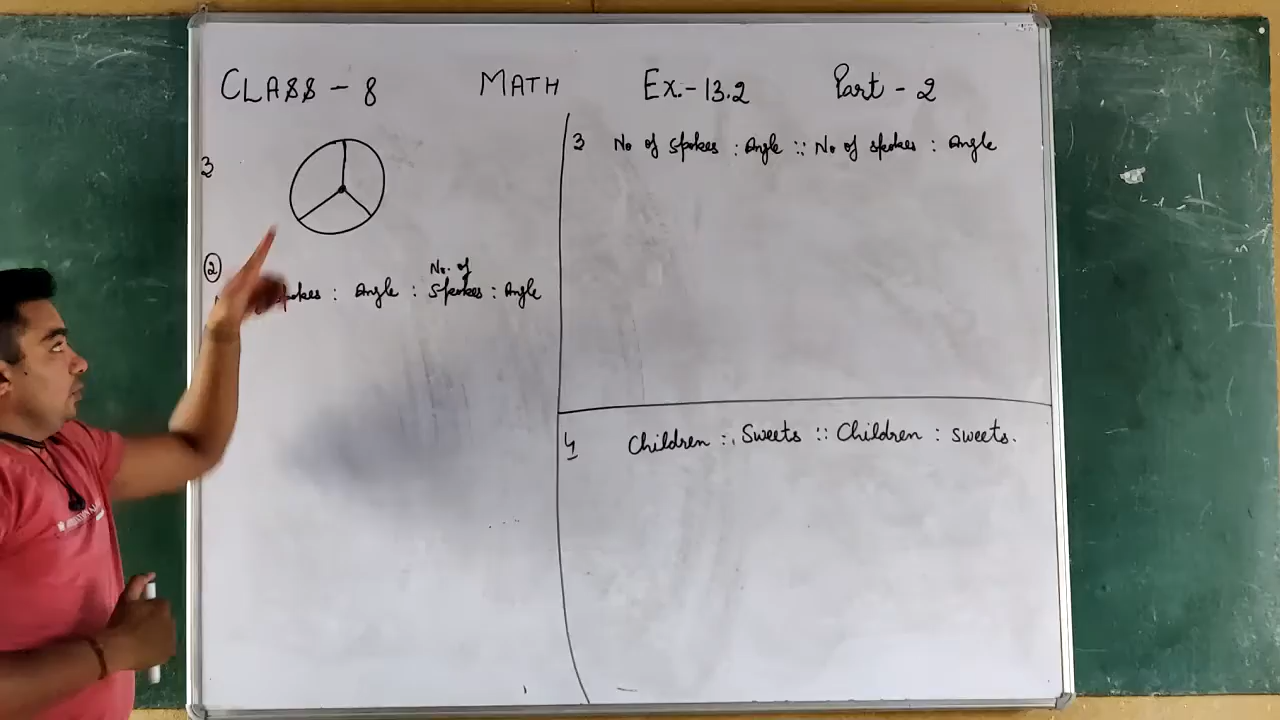 CLASS - 8 MATH Ex.-13.2 Part - 2
3
2
No. of
Spokes : Angle : Spokes : Angle
3 No of Spokes : Angle :: No of spokes : Angle
4 Children : Sweets :: Children : sweets.